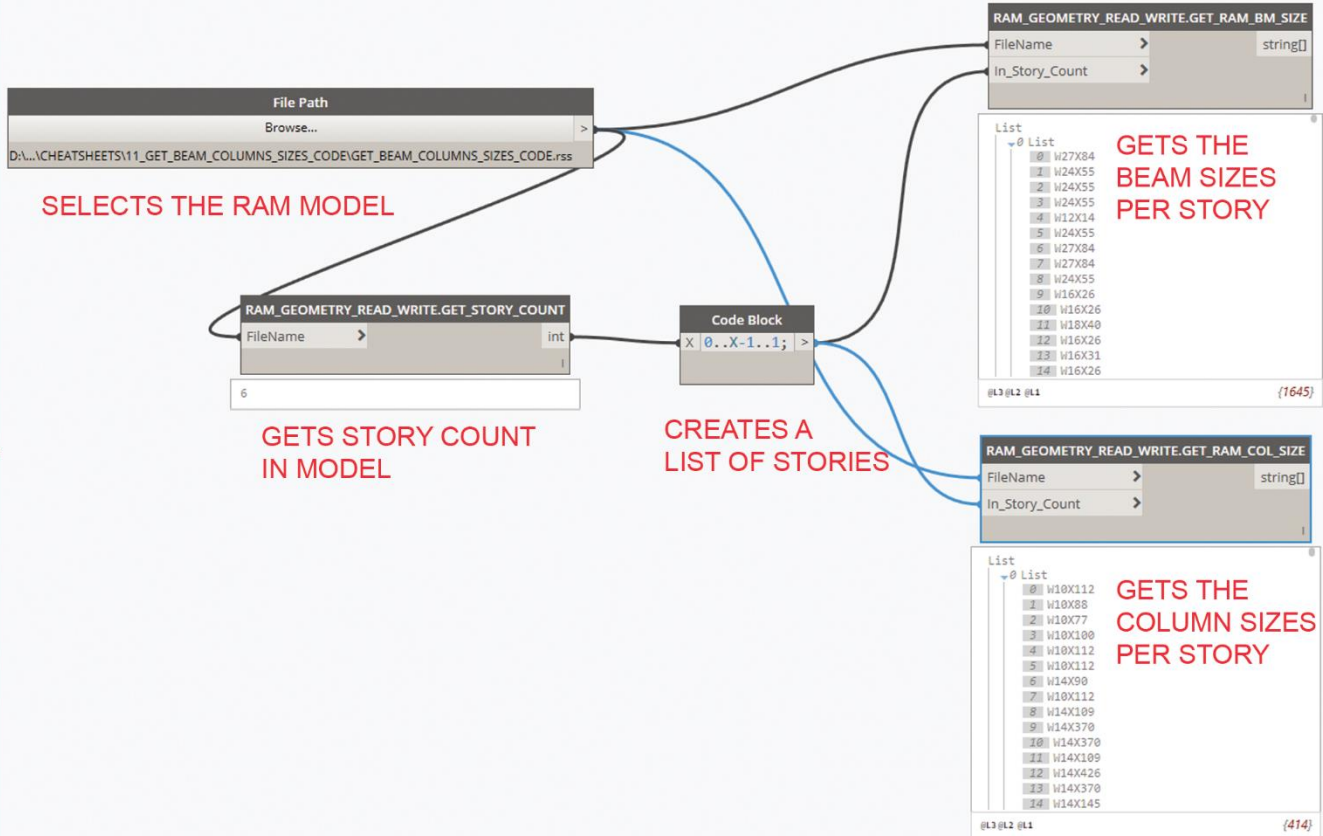 File Path
Browse...
>
D:\...\CHEATSHEETS\11_GET_BEAM_COLUMNS_SIZES_CODE\GET_BEAM_COLUMNS_SIZES_CODE.rss
SELECTS THE RAM MODEL
RAM_GEOMETRY_READ_WRITE.GET_STORY_COUNT
FileName > int
I
6
GETS STORY COUNT
IN MODEL
Code Block
X 0..X-1..1; >
CREATES A
LIST OF STORIES
RAM_GEOMETRY_READ_WRITE.GET_RAM_BM_SIZE
FileName > string[]
In_Story_Count >
I
List
0 List
0 W27X84
1 W24X55
2 W24X55
3 W24X55
4 W12X14
5 W24X55
6 W27X84
7 W27X84
8 W24X55
9 W16X26
10 W16X26
11 W18X40
12 W16X26
13 W16X31
14 W16X26
@L3 @L2 @L1 {1645}
GETS THE
BEAM SIZES
PER STORY
RAM_GEOMETRY_READ_WRITE.GET_RAM_COL_SIZE
FileName > string[]
In_Story_Count >
I
List
0 List
0 W10X112
1 W10X88
2 W10X77
3 W10X100
4 W10X112
5 W10X112
6 W14X90
7 W10X112
8 W14X109
9 W14X370
10 W14X370
11 W14X109
12 W14X426
13 W14X370
14 W14X145
@L3 @L2 @L1 {414}
GETS THE
COLUMN SIZES
PER STORY